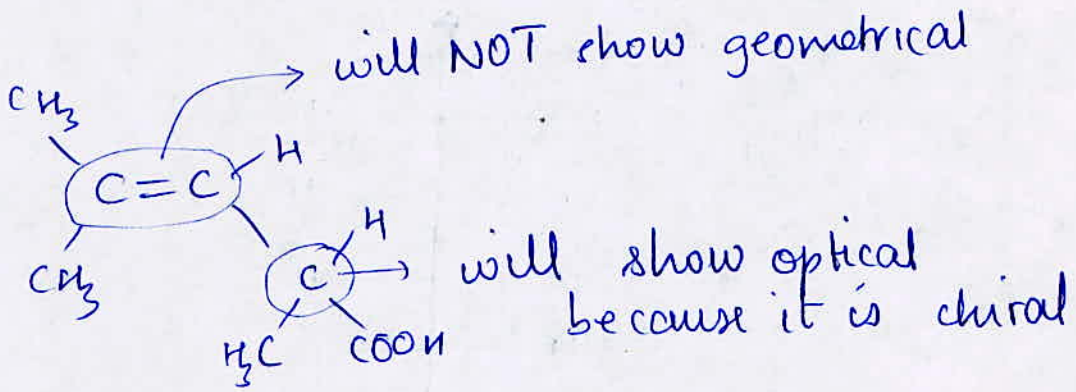 will NOT show geometrical
CH3
H
C=C
H
CH3
C
will show optical
H3C
COOH
because it is chiral